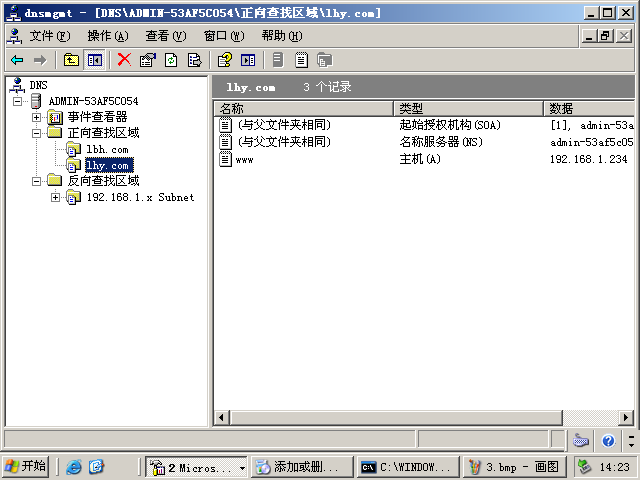 dnsmgmt - [DNS\ADMIN-53AF5C054\正向查找区域\lhy.com]
文件(F) 操作(A) 查看(V) 窗口(W) 帮助(H)
DNS
ADMIN-53AF5C054
事件查看器
正向查找区域
lbh.com
lhy.com
反向查找区域
192.168.1.x Subnet
lhy.com 3 个记录
名称 类型 数据
(与父文件夹相同) 起始授权机构(SOA) [1], admin-53a
(与父文件夹相同) 名称服务器(NS) admin-53af5c05
www 主机(A) 192.168.1.234
开始 2 Micros... 添加或删... C:\WINDOW... 3.bmp - 画图 14:23